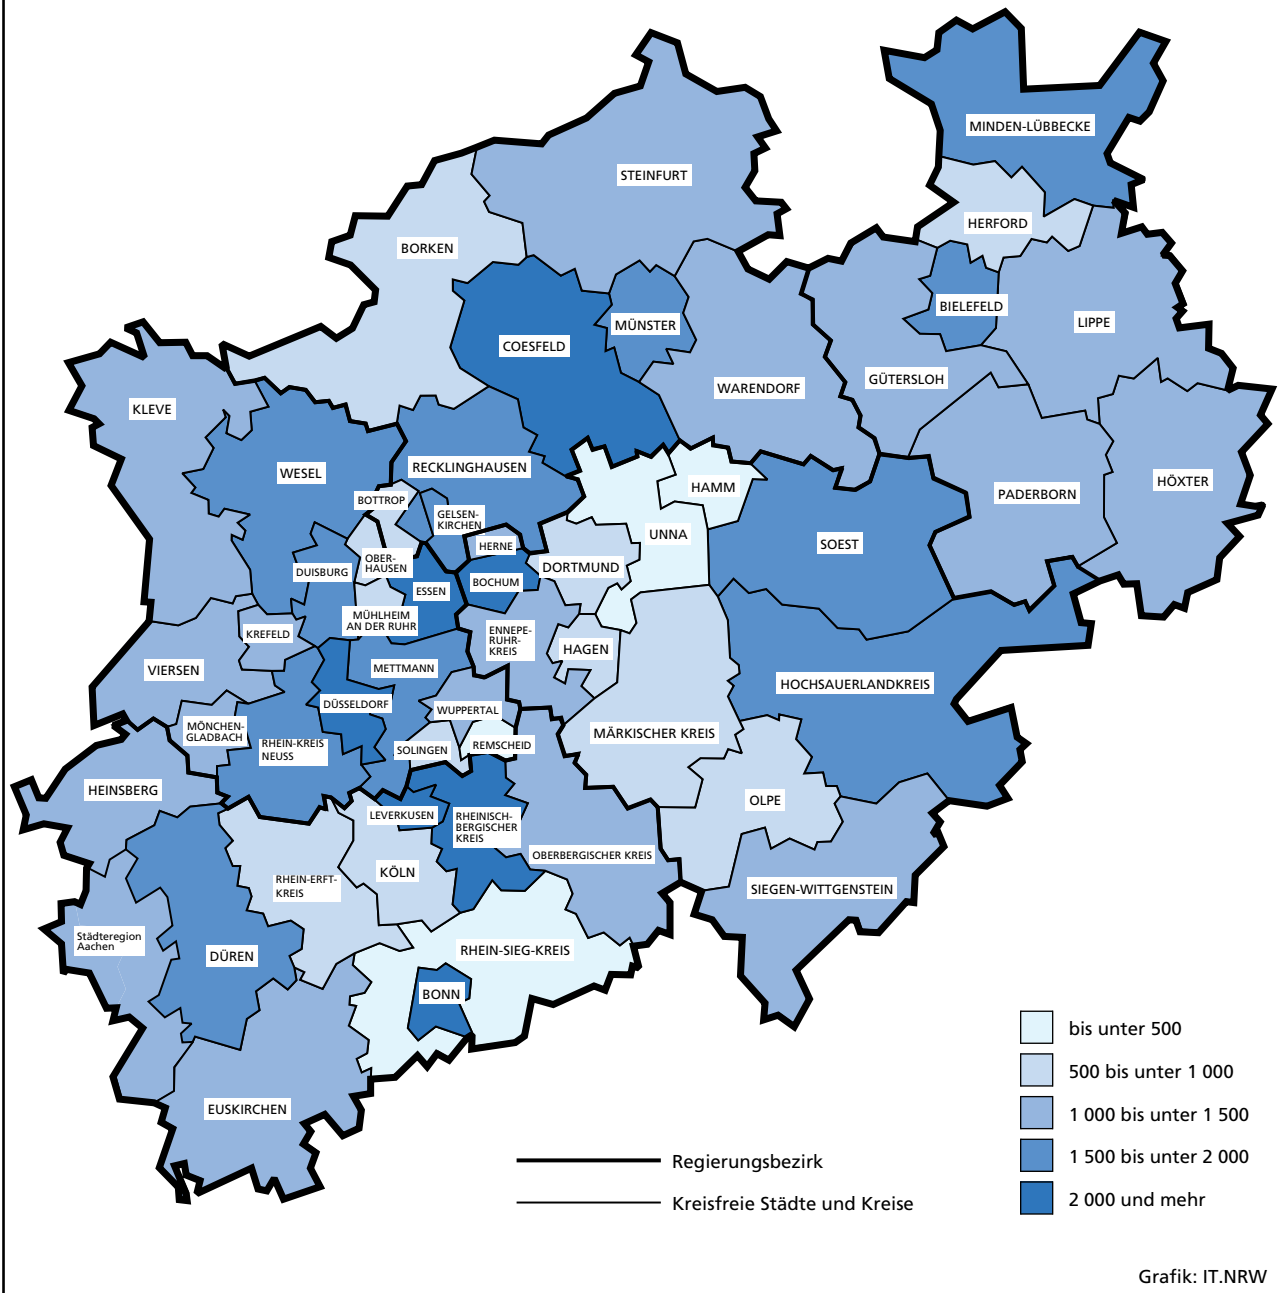 MINDEN-LÜBBECKE
STEINFURT
HERFORD
BORKEN
BIELEFELD
LIPPE
MÜNSTER
COESFELD
GÜTERSLOH
WARENDORF
KLEVE
RECKLINGHAUSEN
WESEL
HÖXTER
HAMM
PADERBORN
BOTTROP
GELSEN-
KIRCHEN
UNNA
SOEST
HERNE
OBER-
HAUSEN
DORTMUND
DUISBURG
BOCHUM
ESSEN
MÜHLHEIM
AN DER RUHR
KREFELD
ENNEPE-
RUHR-
KREIS
HAGEN
VIERSEN
METTMANN
HOCHSAUERLANDKREIS
DÜSSELDORF
WUPPERTAL
MÖNCHEN-
GLADBACH
MÄRKISCHER KREIS
RHEIN-KREIS
NEUSS
SOLINGEN
REMSCHEID
HEINSBERG
OLPE
LEVERKUSEN
RHEINISCH-
BERGISCHER
KREIS
OBERBERGISCHER KREIS
KÖLN
RHEIN-ERFT-
KREIS
SIEGEN-WITTGENSTEIN
Städteregion
Aachen
DÜREN
RHEIN-SIEG-KREIS
BONN
EUSKIRCHEN
bis unter 500
500 bis unter 1 000
1 000 bis unter 1 500
1 500 bis unter 2 000
2 000 und mehr
Regierungsbezirk
Kreisfreie Städte und Kreise
Grafik: IT.NRW